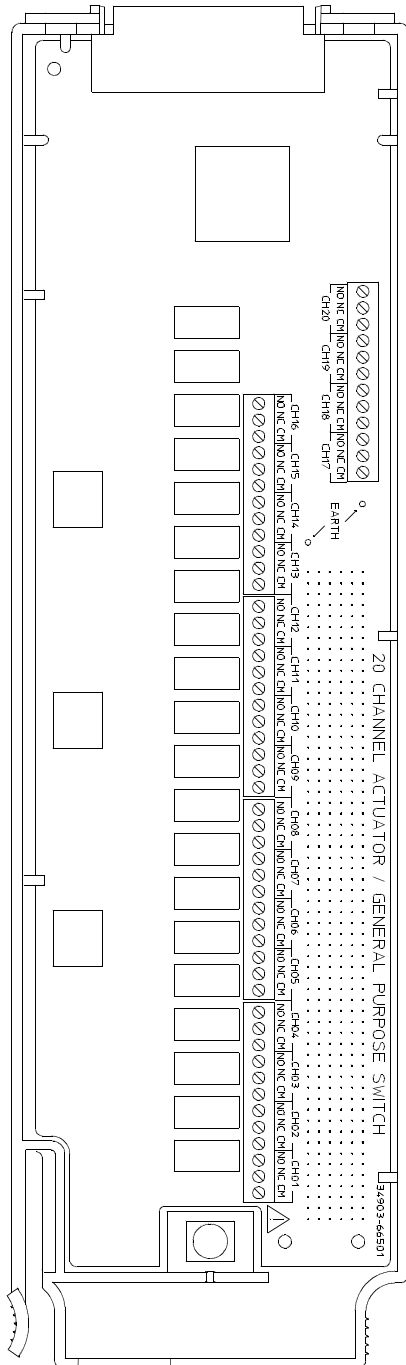 NO NC CM NO NC CM NO NC CM NO NC CM
CH20 CH19 CH18 CH17
EARTH
NO NC CM NO NC CM NO NC CM NO NC CM
CH16 CH15 CH14 CH13
NO NC CM NO NC CM NO NC CM NO NC CM
CH12 CH11 CH10 CH09
NO NC CM NO NC CM NO NC CM NO NC CM
CH08 CH07 CH06 CH05
NO NC CM NO NC CM NO NC CM NO NC CM
CH04 CH03 CH02 CH01
20 CHANNEL ACTUATOR / GENERAL PURPOSE SWITCH
34903-66501
!